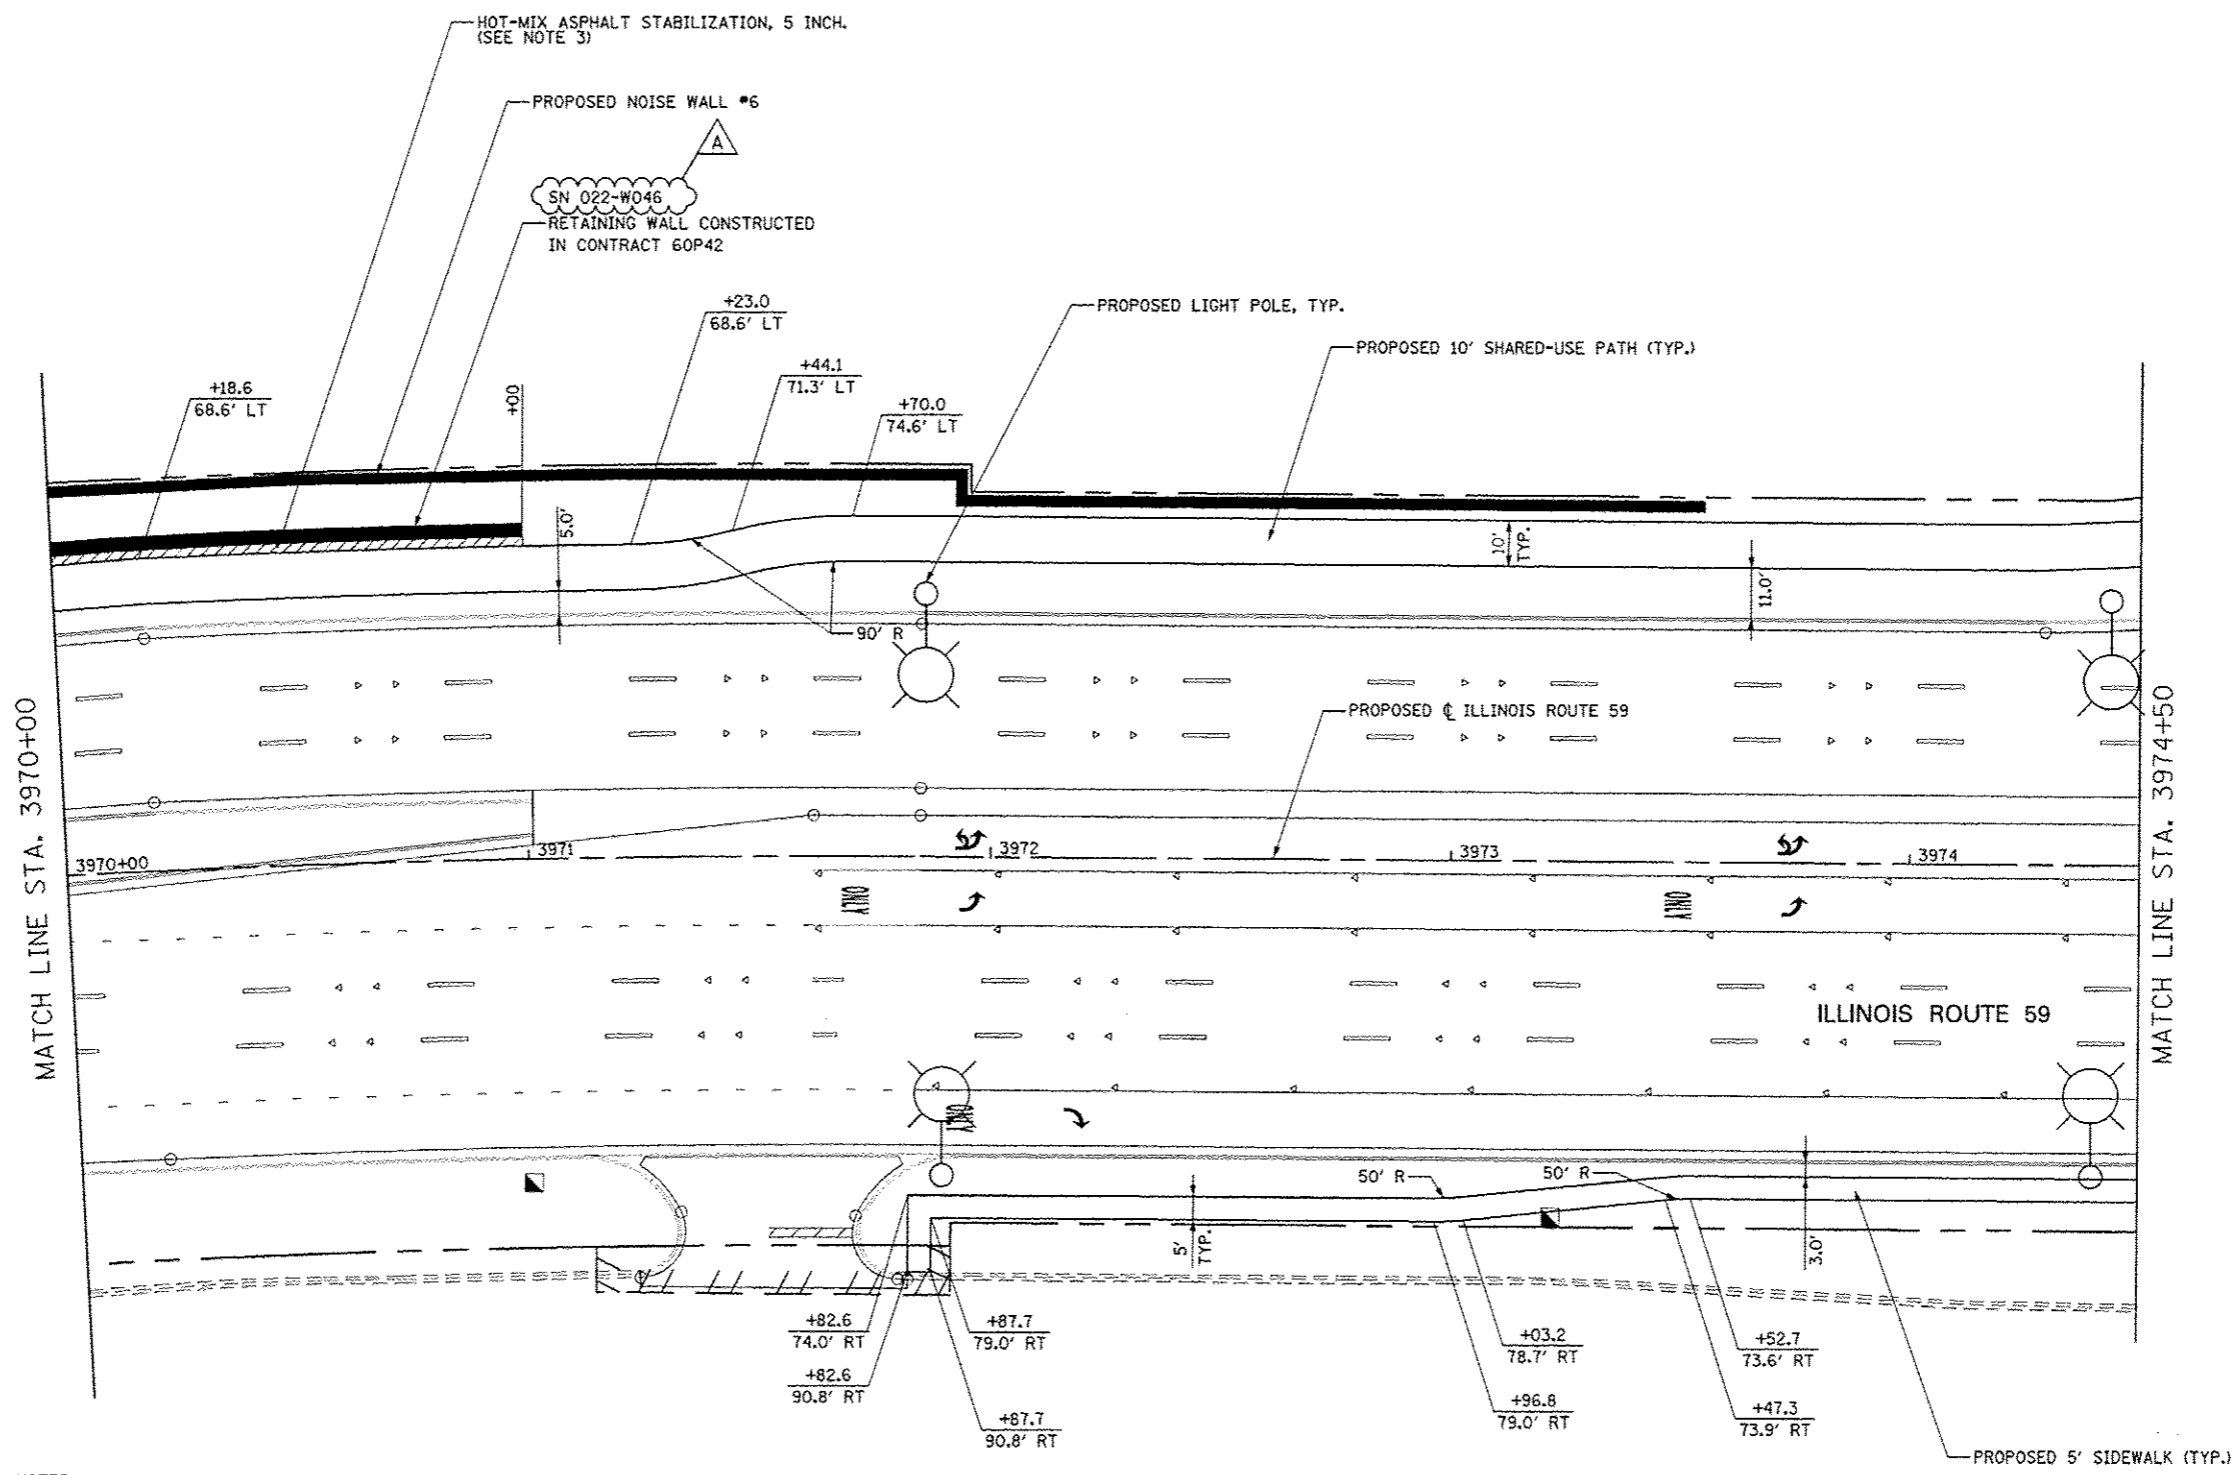 HOT-MIX ASPHALT STABILIZATION, 5 INCH.
(SEE NOTE 3)
PROPOSED NOISE WALL #6
A
SN 022-W046
RETAINING WALL CONSTRUCTED
IN CONTRACT 60P42
+23.0
68.6' LT
PROPOSED LIGHT POLE, TYP.
PROPOSED 10' SHARED-USE PATH (TYP.)
+44.1
71.3' LT
+18.6
68.6' LT
+00
+70.0
74.6' LT
5.0'
10'
TYP.
11.0'
90' R
MATCH LINE STA. 3970+00
PROPOSED ℄ ILLINOIS ROUTE 59
MATCH LINE STA. 3974+50
3970+00
3971
3972
3973
3974
ONLY
ONLY
ILLINOIS ROUTE 59
ONLY
50' R
50' R
5'
TYP.
3.0'
+82.6
74.0' RT
+87.7
79.0' RT
+03.2
78.7' RT
+52.7
73.6' RT
+82.6
90.8' RT
+87.7
90.8' RT
+96.8
79.0' RT
+47.3
73.9' RT
PROPOSED 5' SIDEWALK (TYP.)